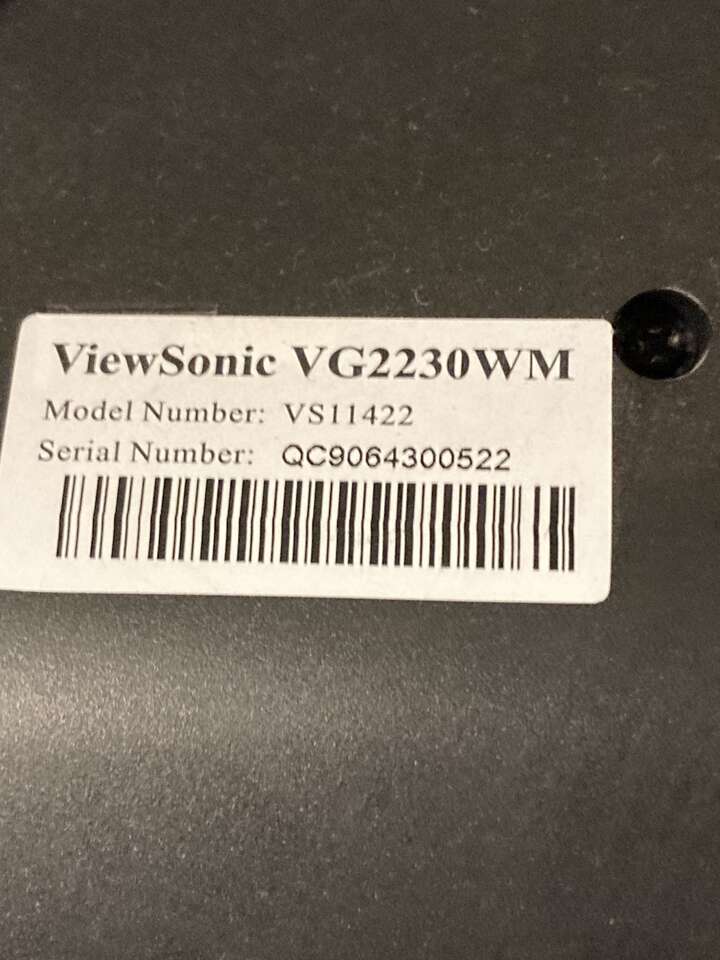 ViewSonic VG2230WM
Model Number: VS11422
Serial Number: QC9064300522